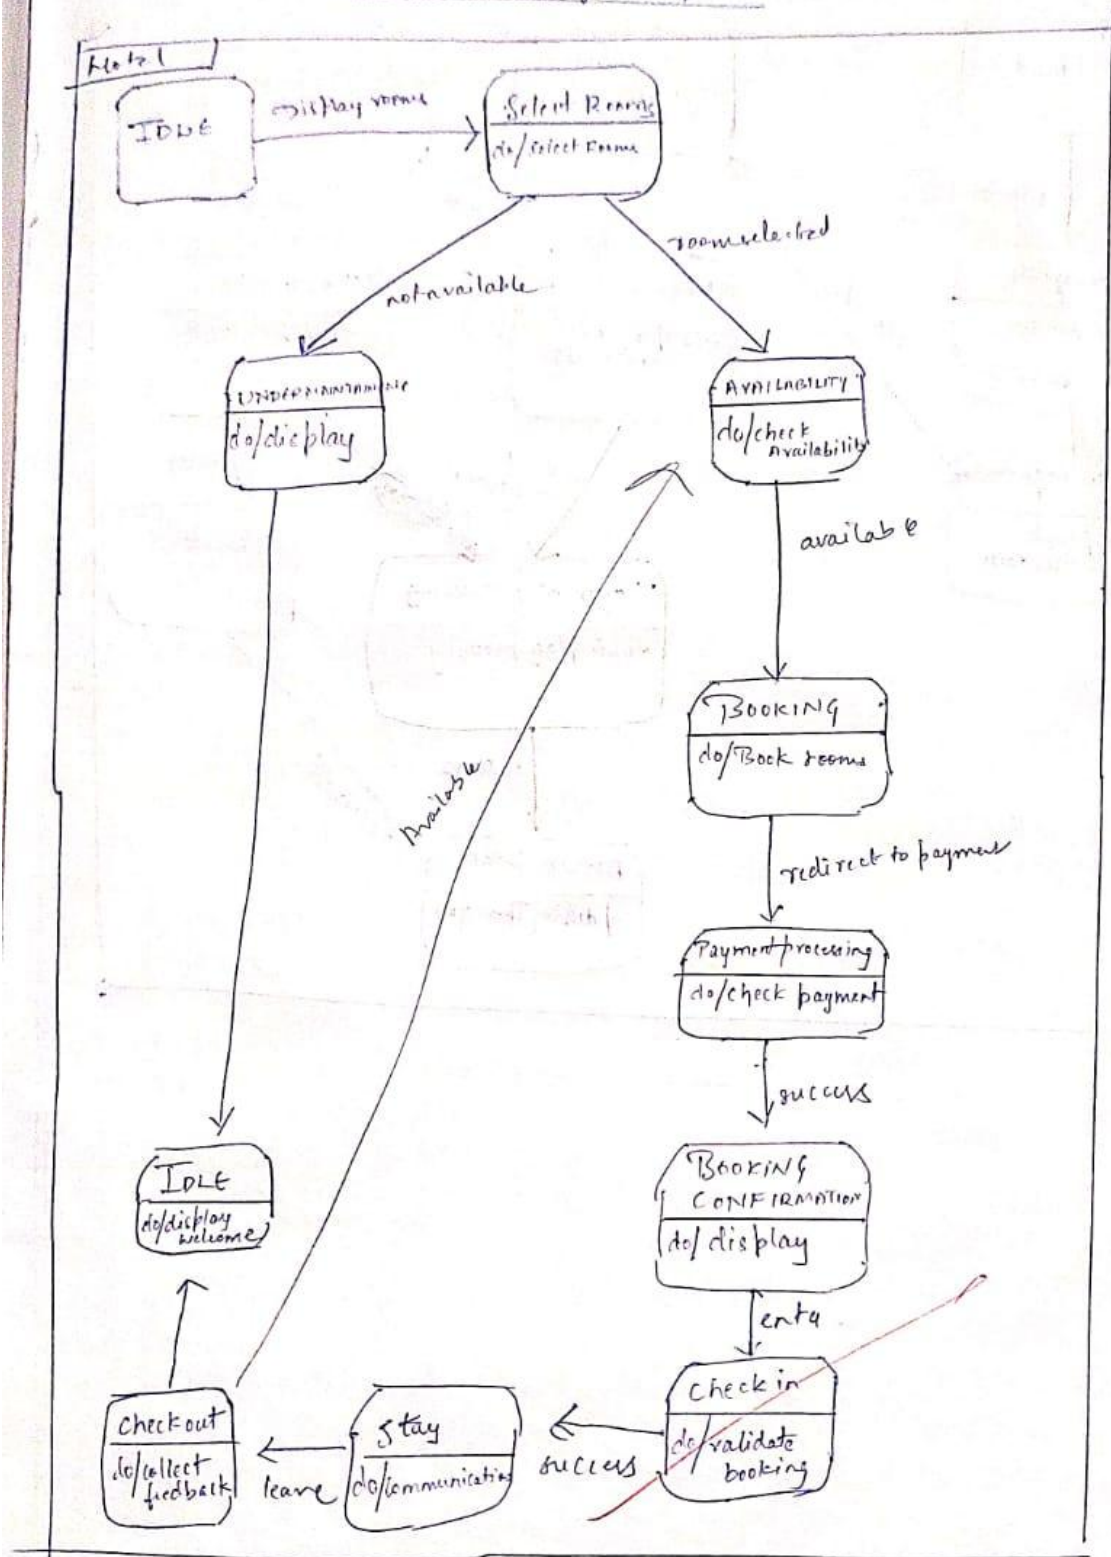 Hotel
IDLE
Display rooms
Select Rooms
do/select rooms
not available
room selected
do/display
AVAILABILITY
do/check
Availability
available
BOOKING
do/Book rooms
Available
redirect to payment
Payment processing
do/check payment
success
IDLE
do/display
welcome
BOOKING
CONFIRMATION
do/display
Check in
do/validate
booking
success
Stay
do/communication
leave
Checkout
do/collect
feedback